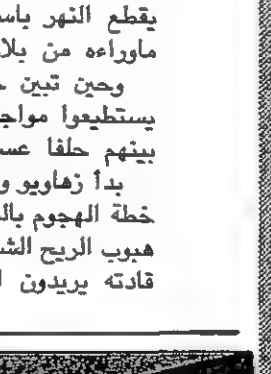 يقطع النهر باس
ماوراءه من بلا
وحين تبين
يستطيعوا مواج
بينهم حلفا عس
بدأ زهاويو و
خطة الهجوم بال
هبوب الريح الش
قادته يريدون ا